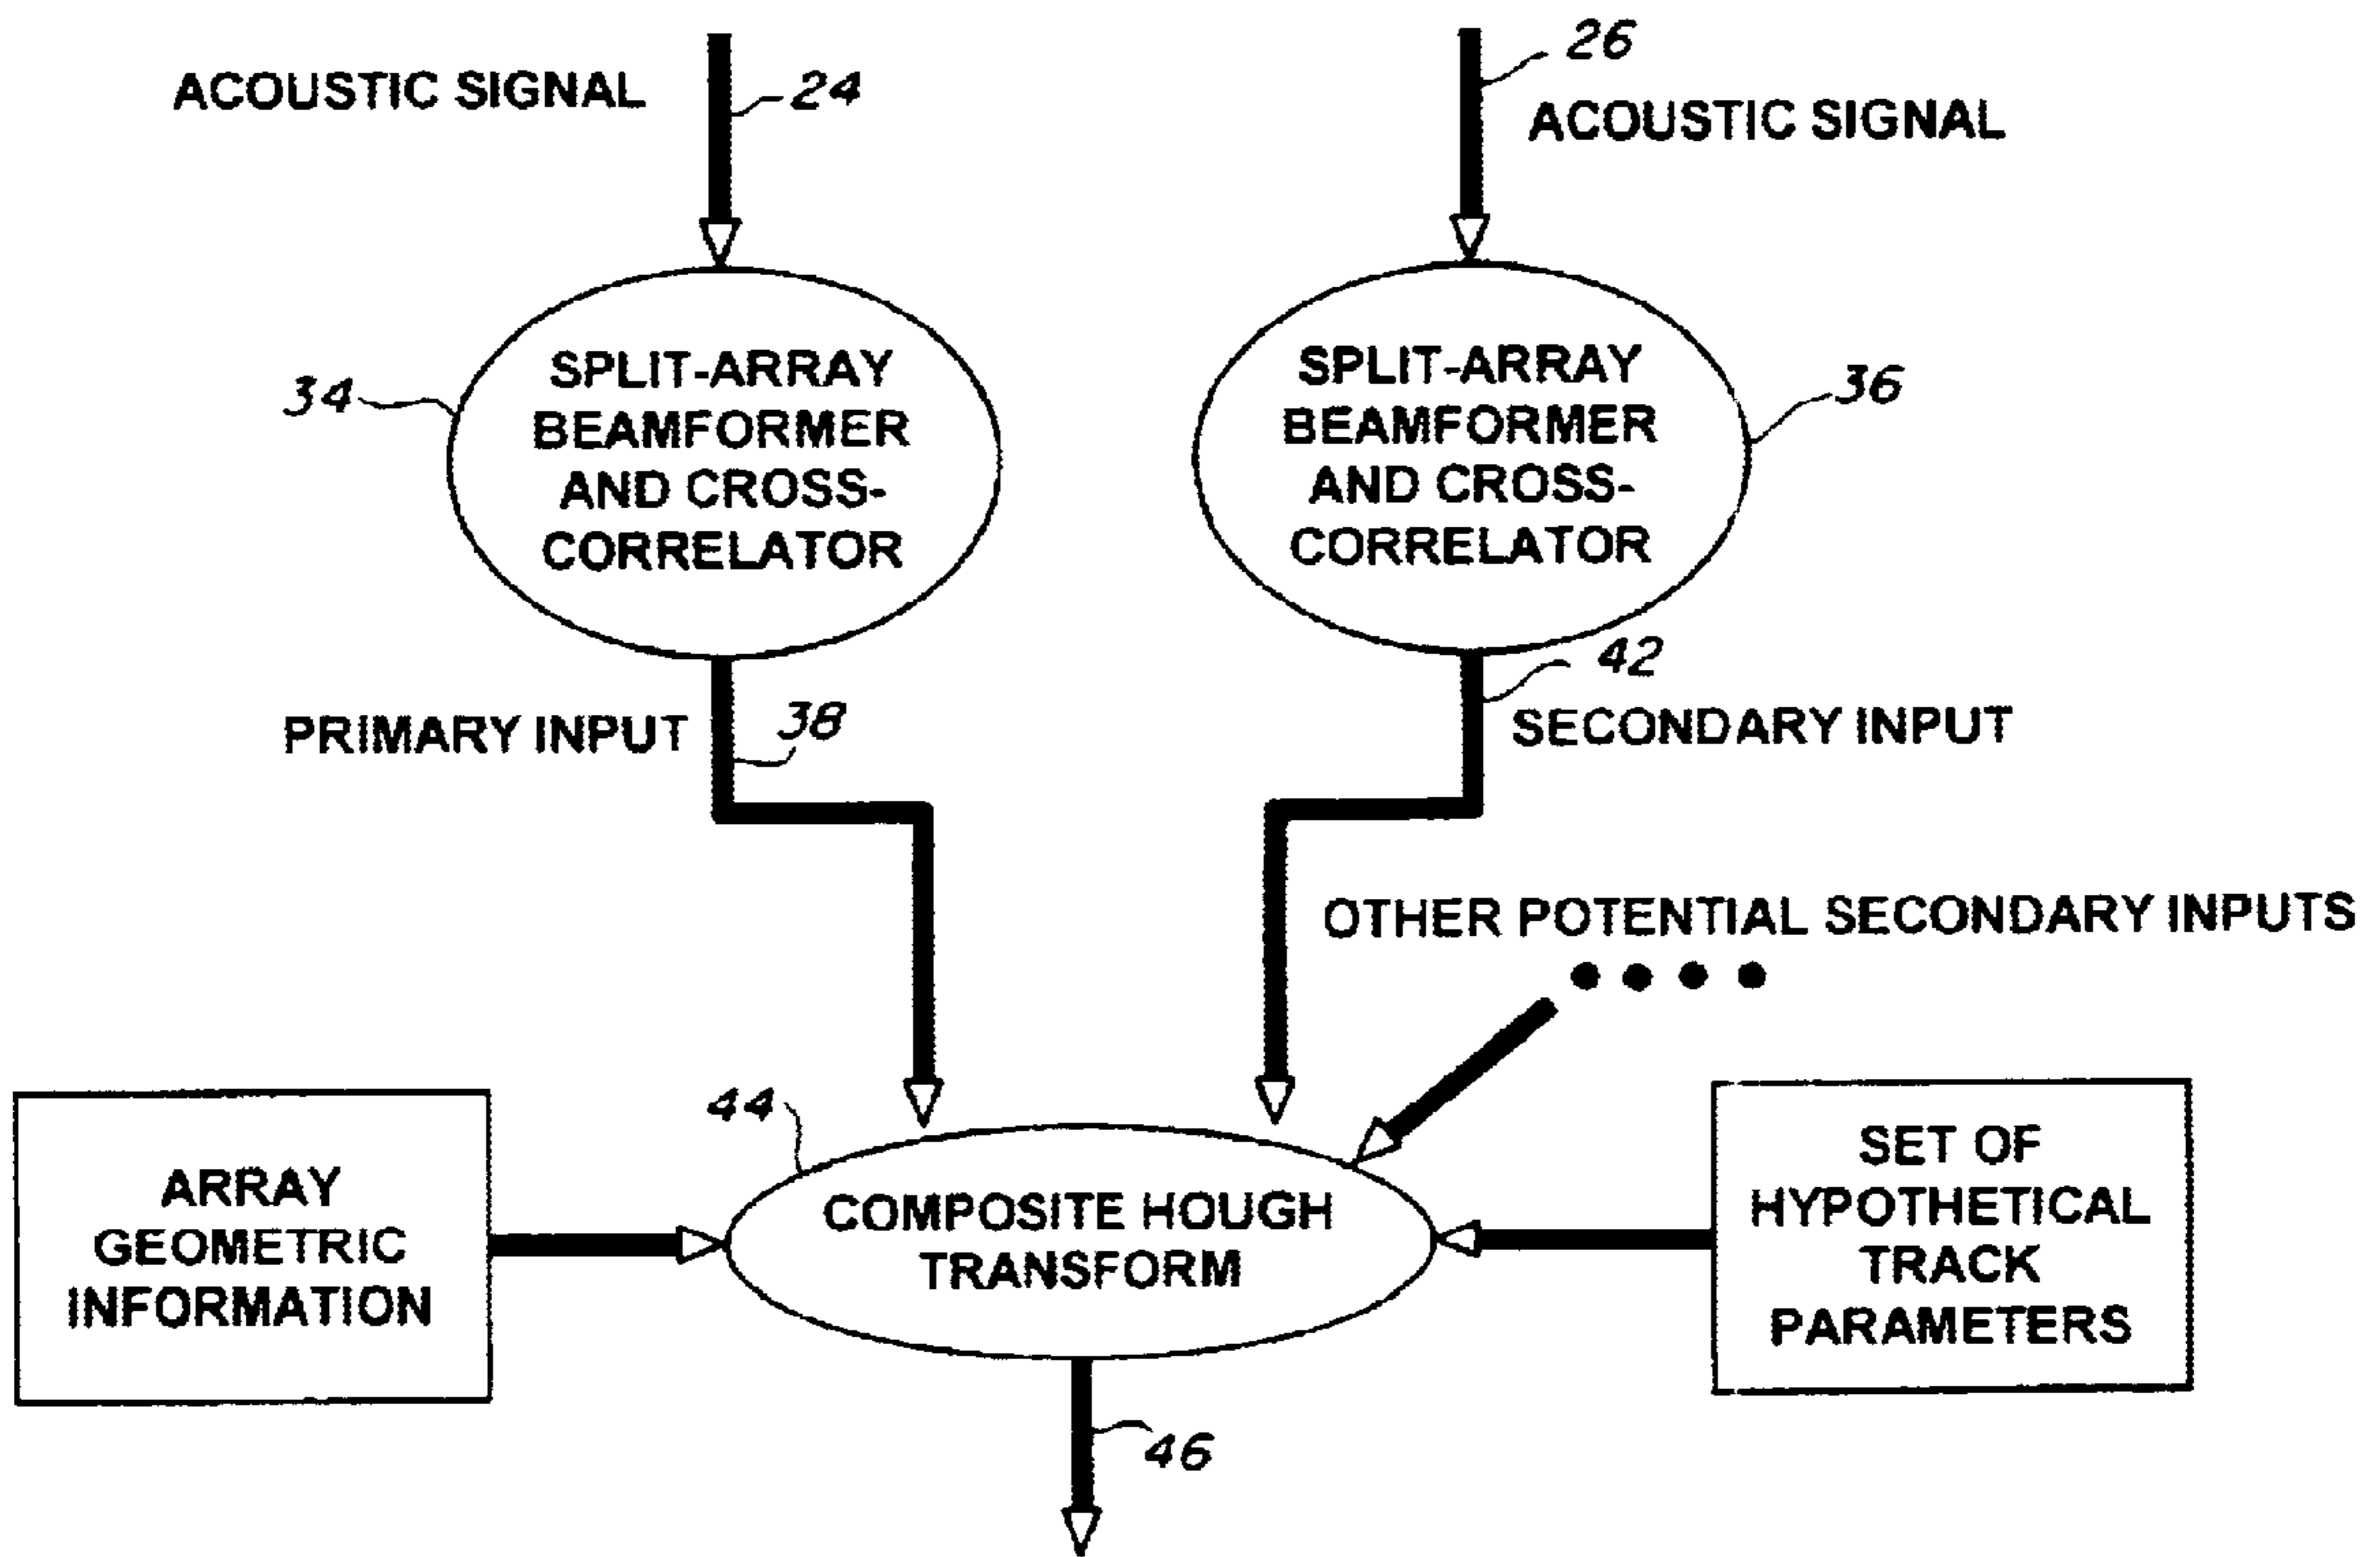 26
ACOUSTIC SIGNAL
24
ACOUSTIC SIGNAL
34
SPLIT-ARRAY
BEAMFORMER
AND CROSS-
CORRELATOR
SPLIT-ARRAY
BEAMFORMER
AND CROSS-
CORRELATOR
36
PRIMARY INPUT
38
42
SECONDARY INPUT
OTHER POTENTIAL SECONDARY INPUTS
ARRAY
GEOMETRIC
INFORMATION
44
COMPOSITE HOUGH
TRANSFORM
SET OF
HYPOTHETICAL
TRACK
PARAMETERS
46